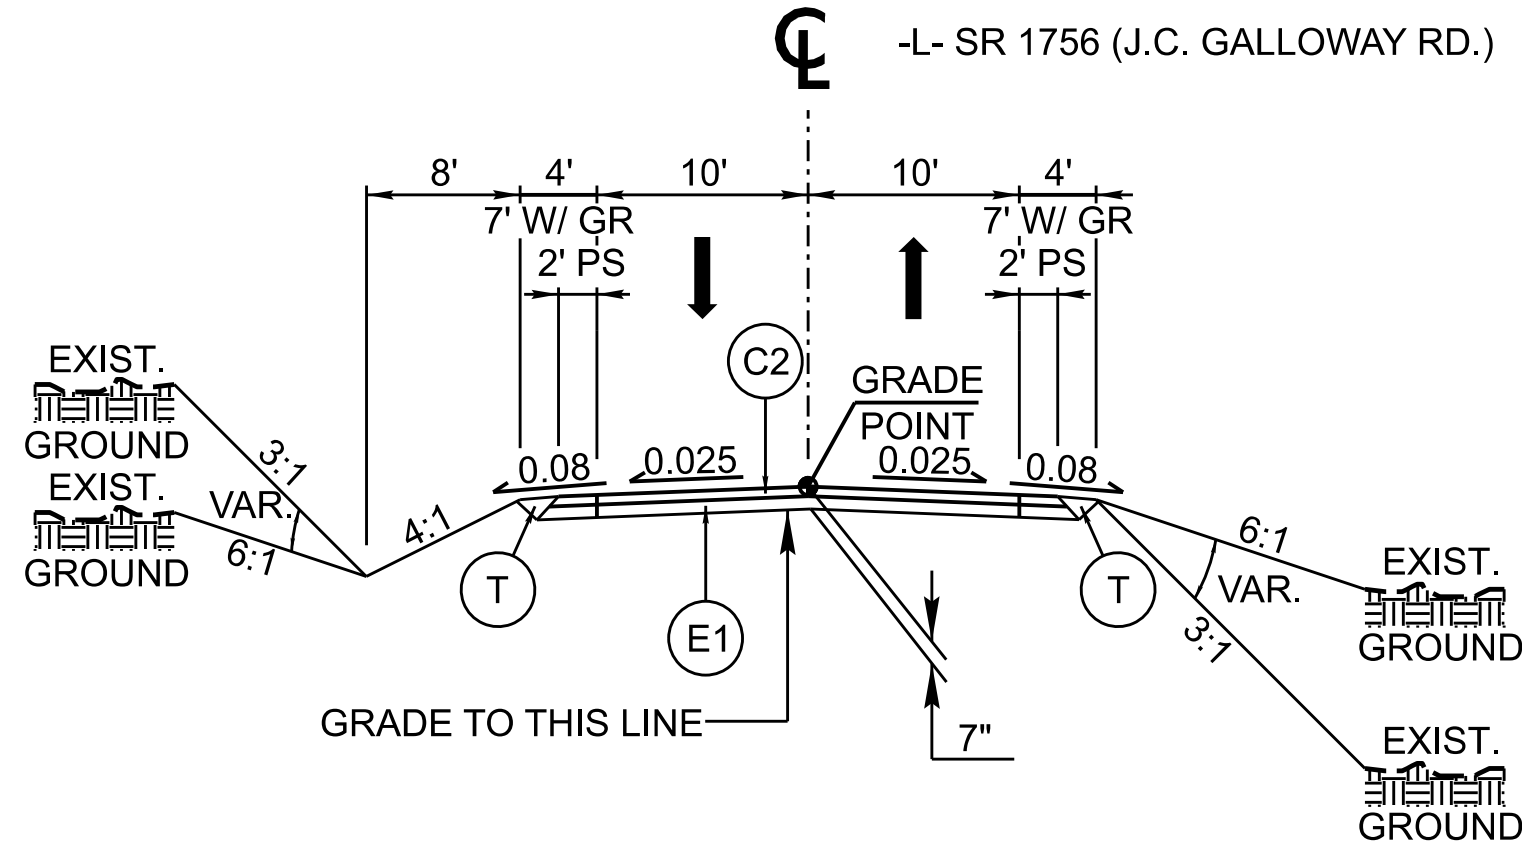 CL
-L- SR 1756 (J.C. GALLOWAY RD.)
8' 4' 10' 10' 4'
7' W/ GR 7' W/ GR
2' PS 2' PS
EXIST.
GROUND
EXIST.
GROUND
3:1
VAR.
6:1
4:1
C2
GRADE
POINT
0.08 0.025 0.025 0.08
T
E1
T
6:1
VAR.
3:1
EXIST.
GROUND
GRADE TO THIS LINE
7"
EXIST.
GROUND